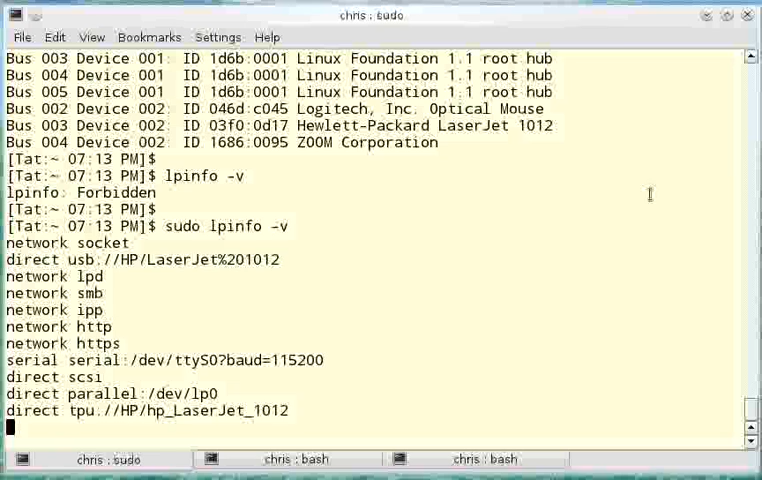 chris : sudo
File Edit View Bookmarks Settings Help
Bus 003 Device 001: ID 1d6b:0001 Linux Foundation 1.1 root hub
Bus 004 Device 001: ID 1d6b:0001 Linux Foundation 1.1 root hub
Bus 005 Device 001: ID 1d6b:0001 Linux Foundation 1.1 root hub
Bus 002 Device 002: ID 046d:c045 Logitech, Inc. Optical Mouse
Bus 003 Device 002: ID 03f0:0d17 Hewlett-Packard LaserJet 1012
Bus 004 Device 002: ID 1686:0095 ZOOM Corporation
[Tat:~ 07:13 PM]$
[Tat:~ 07:13 PM]$ lpinfo -v
lpinfo: Forbidden
[Tat:~ 07:13 PM]$
[Tat:~ 07:13 PM]$ sudo lpinfo -v
network socket
direct usb://HP/LaserJet%201012
network lpd
network smb
network ipp
network http
network https
serial serial:/dev/ttyS0?baud=115200
direct scsi
direct parallel:/dev/lp0
direct tpu://HP/hp_LaserJet_1012
chris : sudo chris : bash chris : bash